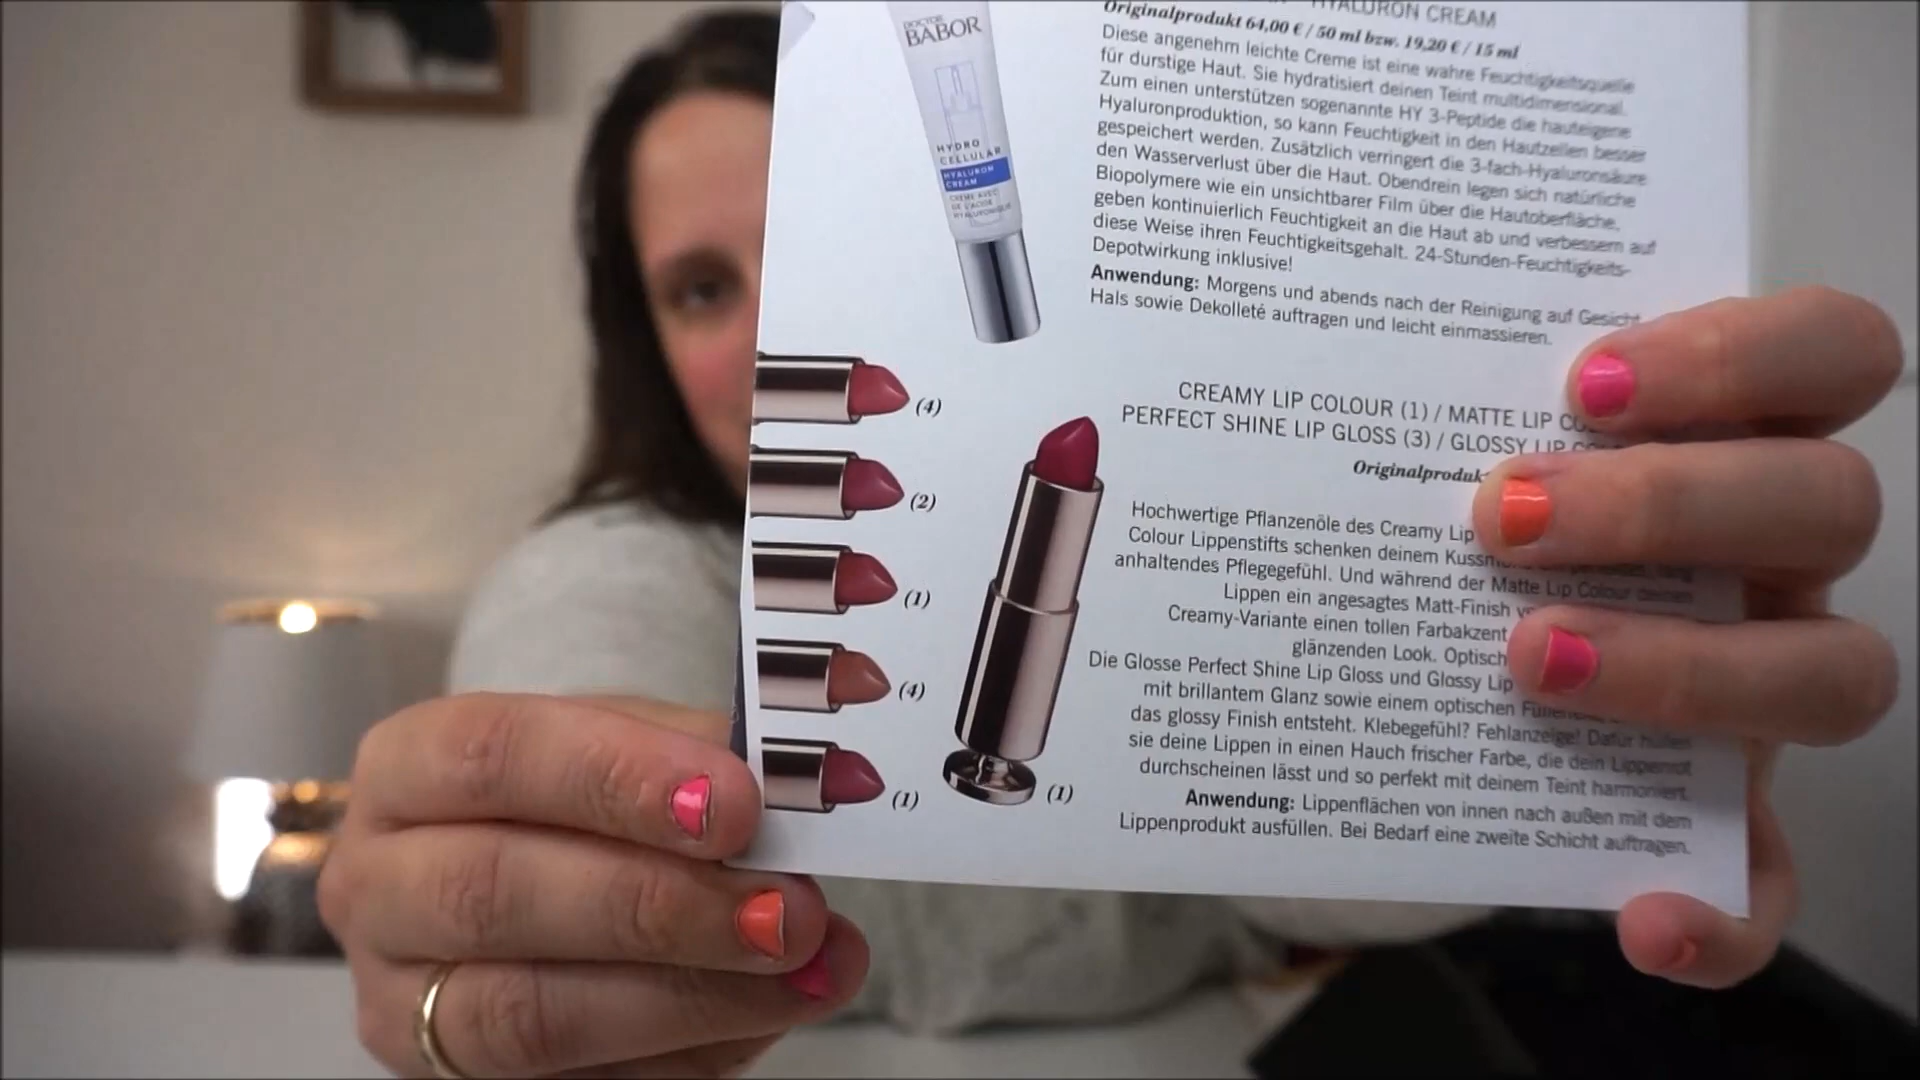 HYALURON CREAM
Originalprodukt 64,00 € / 50 ml bzw. 19,20 € / 15 ml
Diese angenehm leichte Creme ist eine wahre Feuchtigkeitsquelle
für durstige Haut. Sie hydratisiert deinen Teint multidimensional.
Zum einen unterstützen sogenannte HY 3-Peptide die hauteigene
Hyaluronproduktion, so kann Feuchtigkeit in den Hautzellen besser
gespeichert werden. Zusätzlich verringert die 3-fach-Hyaluronsäure
den Wasserverlust über die Haut. Obendrein legen sich natürliche
Biopolymere wie ein unsichtbarer Film über die Hautoberfläche,
geben kontinuierlich Feuchtigkeit an die Haut ab und verbessern auf
diese Weise ihren Feuchtigkeitsgehalt. 24-Stunden-Feuchtigkeits-
Depotwirkung inklusive!
Anwendung: Morgens und abends nach der Reinigung auf Gesicht,
Hals sowie Dekolleté auftragen und leicht einmassieren.
DOCTOR
BABOR
HYDRO
CELLULAR
HYALURON
CREAM
CRÈME AVEC
DE L'ACIDE
HYALURONIQUE
CREAMY LIP COLOUR (1) / MATTE LIP
PERFECT SHINE LIP GLOSS (3) / GLOSSY LIP
Originalproduk
Hochwertige Pflanzenöle des Creamy Lip
Colour Lippenstifts schenken deinem
anhaltendes Pflegegefühl. Und während der Matte Lip Colour deinen
Lippen ein angesagtes Matt-Finish
Creamy-Variante einen tollen Farbakzent
glänzenden Look. Optisch
Die Glosse Perfect Shine Lip Gloss und Glossy Lip
mit brillantem Glanz sowie einem optischen
das glossy Finish entsteht. Klebegefühl? Fehlanzeige! Dafür hüllen
sie deine Lippen in einen Hauch frischer Farbe, die dein Lippenrot
durchscheinen lässt und so perfekt mit deinem Teint harmoniert.
Anwendung: Lippenflächen von innen nach außen mit dem
Lippenprodukt ausfüllen. Bei Bedarf eine zweite Schicht auftragen.
(4)
(2)
(1)
(4)
(1)
(1)